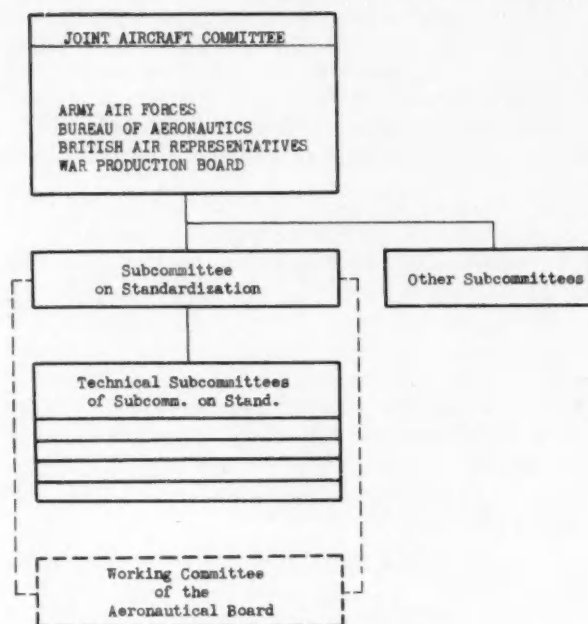 JOINT AIRCRAFT COMMITTEE
ARMY AIR FORCES
BUREAU OF AERONAUTICS
BRITISH AIR REPRESENTATIVES
WAR PRODUCTION BOARD
Subcommittee
on Standardization
Other Subcommittees
Technical Subcommittees
of Subcomm. on Stand.
Working Committee
of the
Aeronautical Board